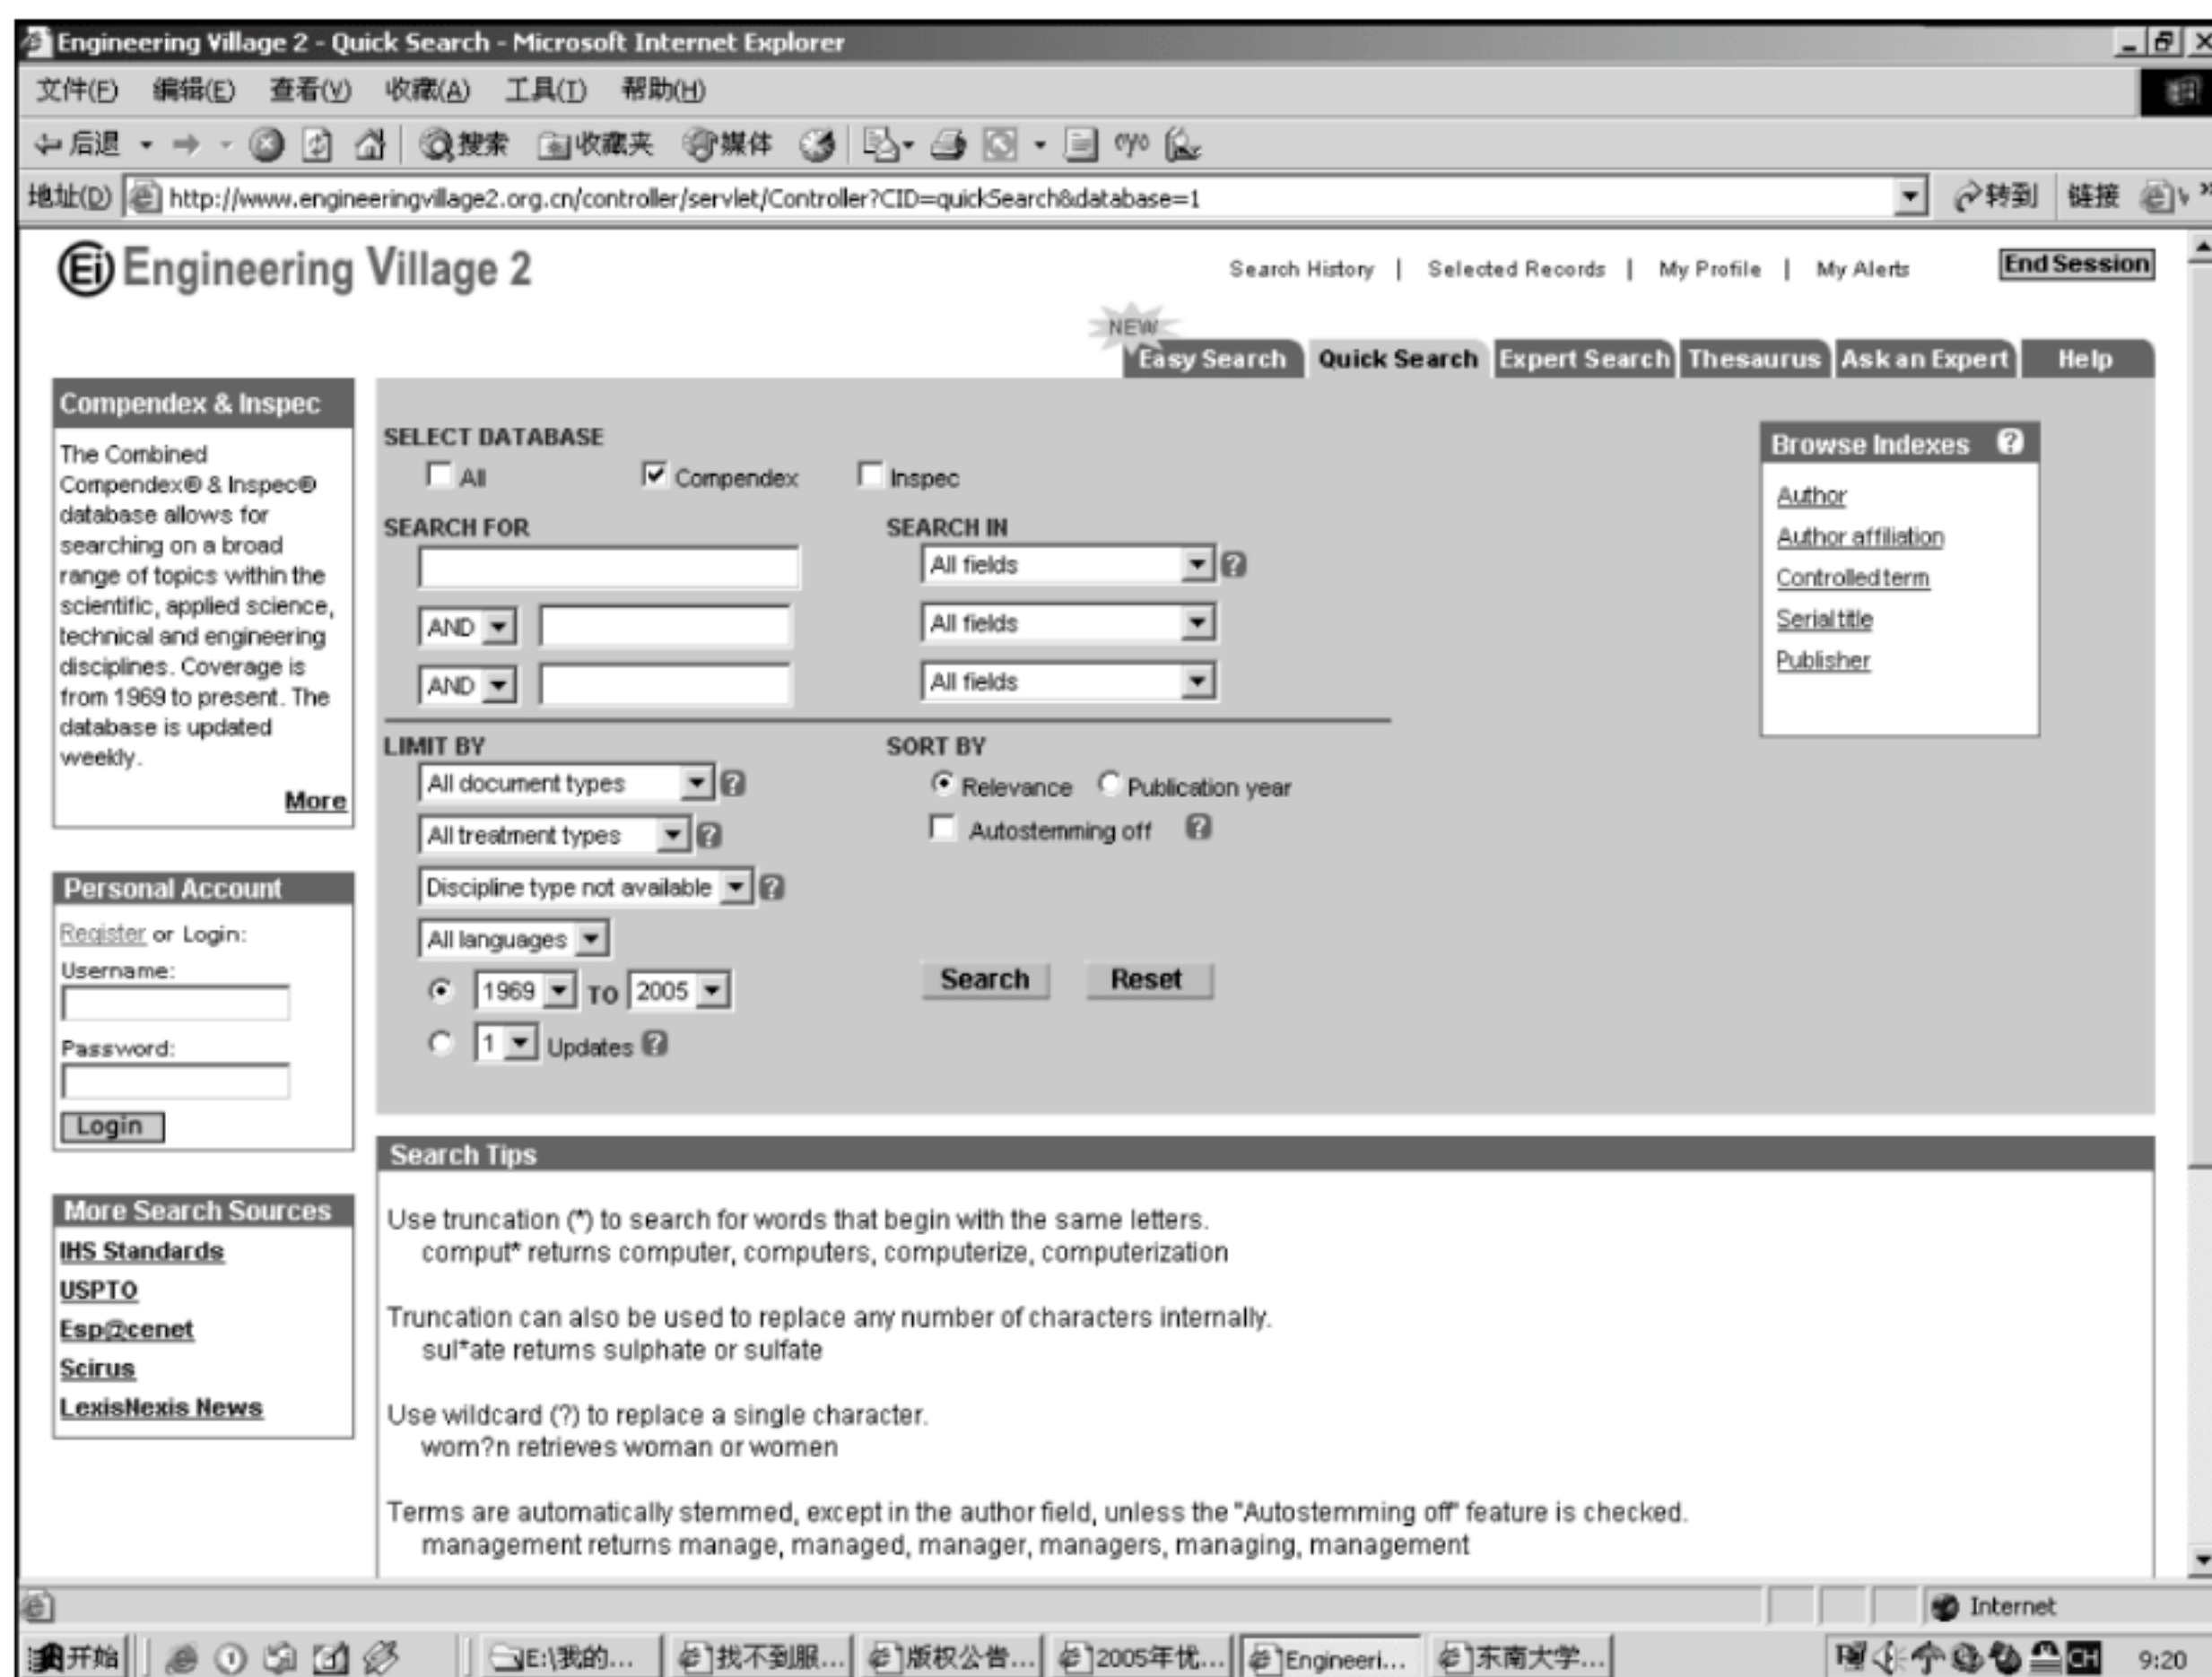 Engineering Village 2 - Quick Search - Microsoft Internet Explorer
文件(F) 编辑(E) 查看(V) 收藏(A) 工具(T) 帮助(H)
后退 搜索 收藏夹 媒体
地址(D) http://www.engineeringvillage2.org.cn/controller/servlet/Controller?CID=quickSearch&database=1 转到 链接
Ei Engineering Village 2
Search History | Selected Records | My Profile | My Alerts End Session
NEW
Easy Search Quick Search Expert Search Thesaurus Ask an Expert Help
Compendex & Inspec
The Combined
Compendex® & Inspec®
database allows for
searching on a broad
range of topics within the
scientific, applied science,
technical and engineering
disciplines. Coverage is
from 1969 to present. The
database is updated
weekly.
More
Personal Account
Register or Login:
Username:
Password:
Login
More Search Sources
IHS Standards
USPTO
Esp@cenet
Scirus
LexisNexis News
SELECT DATABASE
All Compendex Inspec
SEARCH FOR SEARCH IN
All fields ?
AND All fields
AND All fields
LIMIT BY SORT BY
All document types ? Relevance Publication year
All treatment types ? Autostemming off ?
Discipline type not available ?
All languages
1969 TO 2005 Search Reset
1 Updates ?
Browse Indexes ?
Author
Author affiliation
Controlled term
Serial title
Publisher
Search Tips
Use truncation (*) to search for words that begin with the same letters.
comput* returns computer, computers, computerize, computerization
Truncation can also be used to replace any number of characters internally.
sul*ate returns sulphate or sulfate
Use wildcard (?) to replace a single character.
wom?n retrieves woman or women
Terms are automatically stemmed, except in the author field, unless the "Autostemming off" feature is checked.
management returns manage, managed, manager, managers, managing, management
Internet
开始 E:\我的... 找不到服... 版权公告... 2005年优... Engineeri... 东南大学... CH 9:20